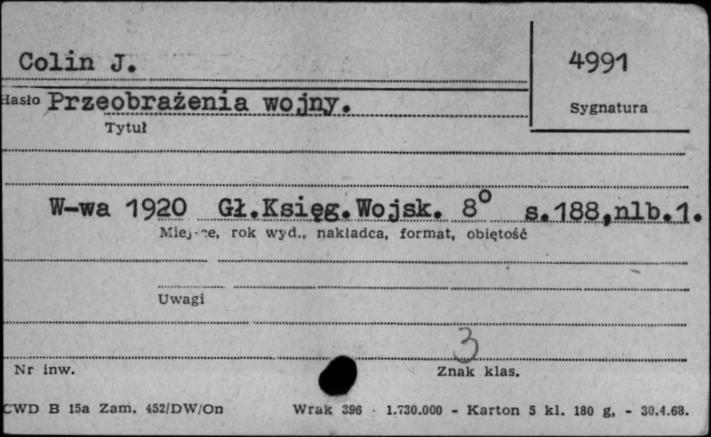 Colin J.
4991
Hasło Przeobrażenia wojny.
Sygnatura
Tytuł
W-wa 1920 Gł.Księg.Wojsk. 8° s.188,nlb.1.
Miejsce, rok wyd., nakładca, format, objętość
Uwagi
3
Nr inw.
Znak klas.
CWD B 15a Zam. 452/DW/On Wrak 396 - 1.730.000 - Karton 5 kl. 180 g, - 30.4.68.